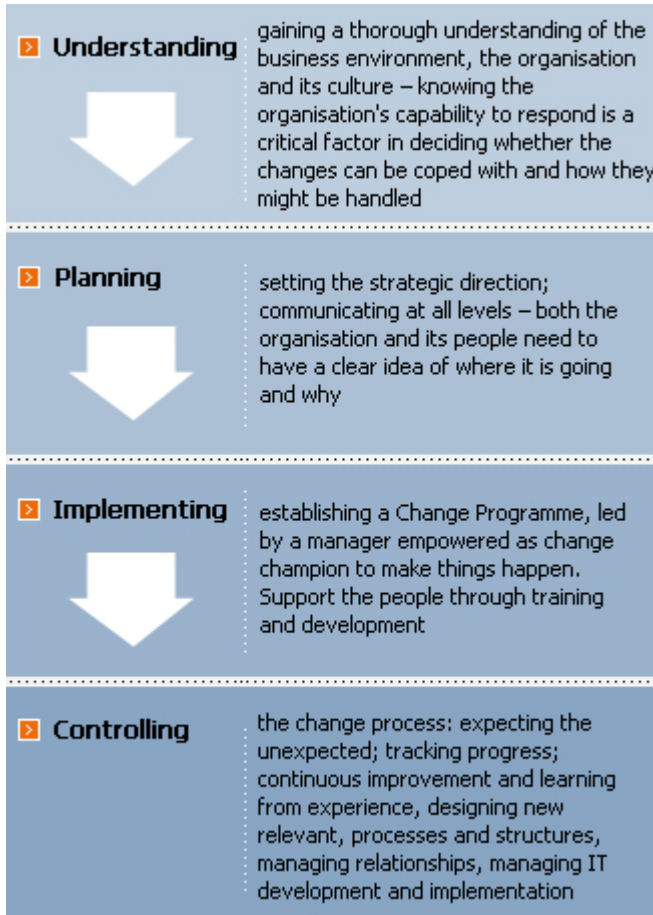 Understanding
gaining a thorough understanding of the
business environment, the organisation
and its culture – knowing the
organisation's capability to respond is a
critical factor in deciding whether the
changes can be coped with and how they
might be handled
Planning
setting the strategic direction;
communicating at all levels – both the
organisation and its people need to
have a clear idea of where it is going
and why
Implementing
establishing a Change Programme, led
by a manager empowered as change
champion to make things happen.
Support the people through training
and development
Controlling
the change process: expecting the
unexpected; tracking progress;
continuous improvement and learning
from experience, designing new
relevant, processes and structures,
managing relationships, managing IT
development and implementation